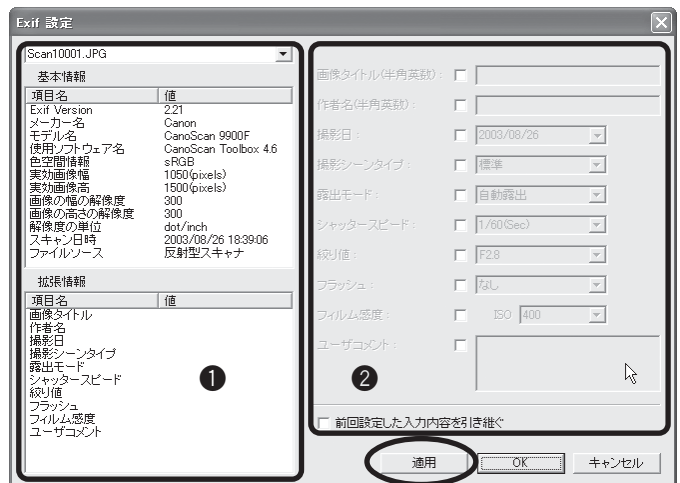 Exif 設定
Scan10001.JPG
基本情報
項目名 値
Exif Version 2.21
メーカー名 Canon
モデル名 CanoScan 9900F
使用ソフトウェア名 CanoScan Toolbox 4.6
色空間情報 sRGB
実効画像幅 1050(pixels)
実効画像高 1500(pixels)
画像の幅の解像度 300
画像の高さの解像度 300
解像度の単位 dot/inch
スキャン日時 2003/08/26 18:39:06
ファイルソース 反射型スキャナ
拡張情報
項目名 値
画像タイトル
作者名
撮影日
撮影シーンタイプ
露出モード
シャッタースピード
絞り値
フラッシュ
フィルム感度
ユーザコメント
❶
画像タイトル(半角英数):
作者名(半角英数):
撮影日: 2003/08/26
撮影シーンタイプ: 標準
露出モード: 自動露出
シャッタースピード: 1/60(Sec)
絞り値: F2.8
フラッシュ: なし
フィルム感度: ISO 400
ユーザコメント:
❷
前回設定した入力内容を引き継ぐ
適用 OK キャンセル